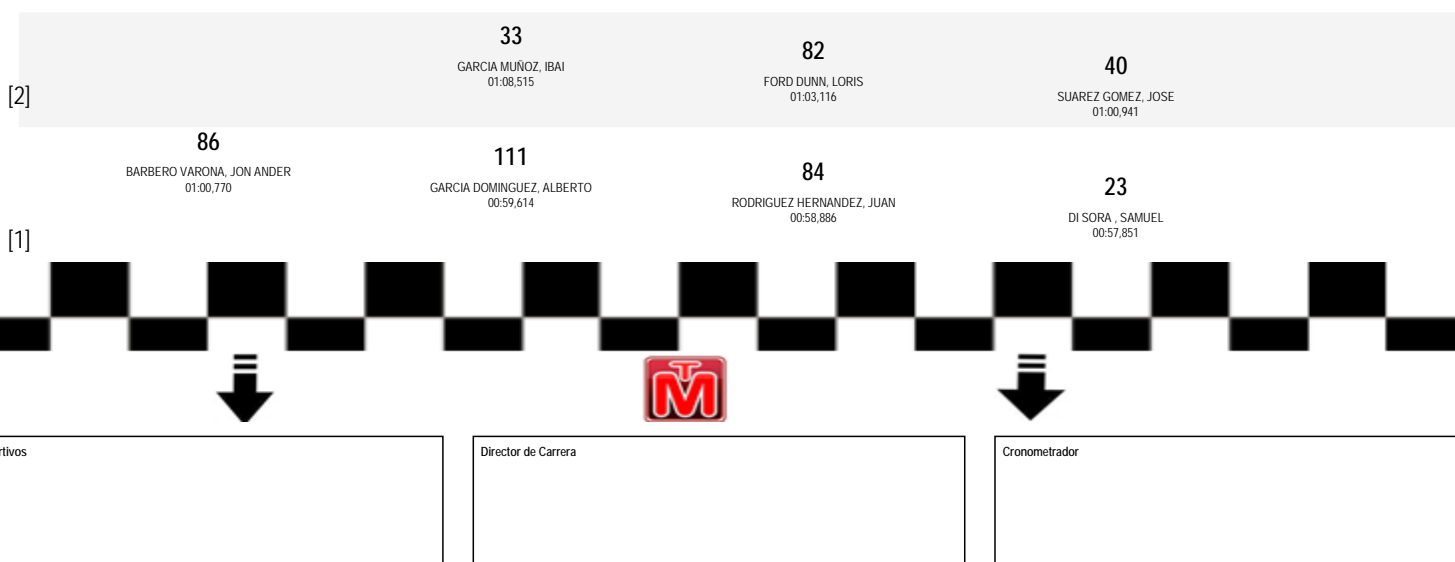 33
GARCIA MUÑOZ, IBAI
01:08,515
82
FORD DUNN, LORIS
01:03,116
40
SUAREZ GOMEZ, JOSE
01:00,941
[2]
86
BARBERO VARONA, JON ANDER
01:00,770
111
GARCIA DOMINGUEZ, ALBERTO
00:59,614
84
RODRIGUEZ HERNANDEZ, JUAN
00:58,886
23
DI SORA , SAMUEL
00:57,851
[1]
TM
rtivos
Director de Carrera
Cronometrador